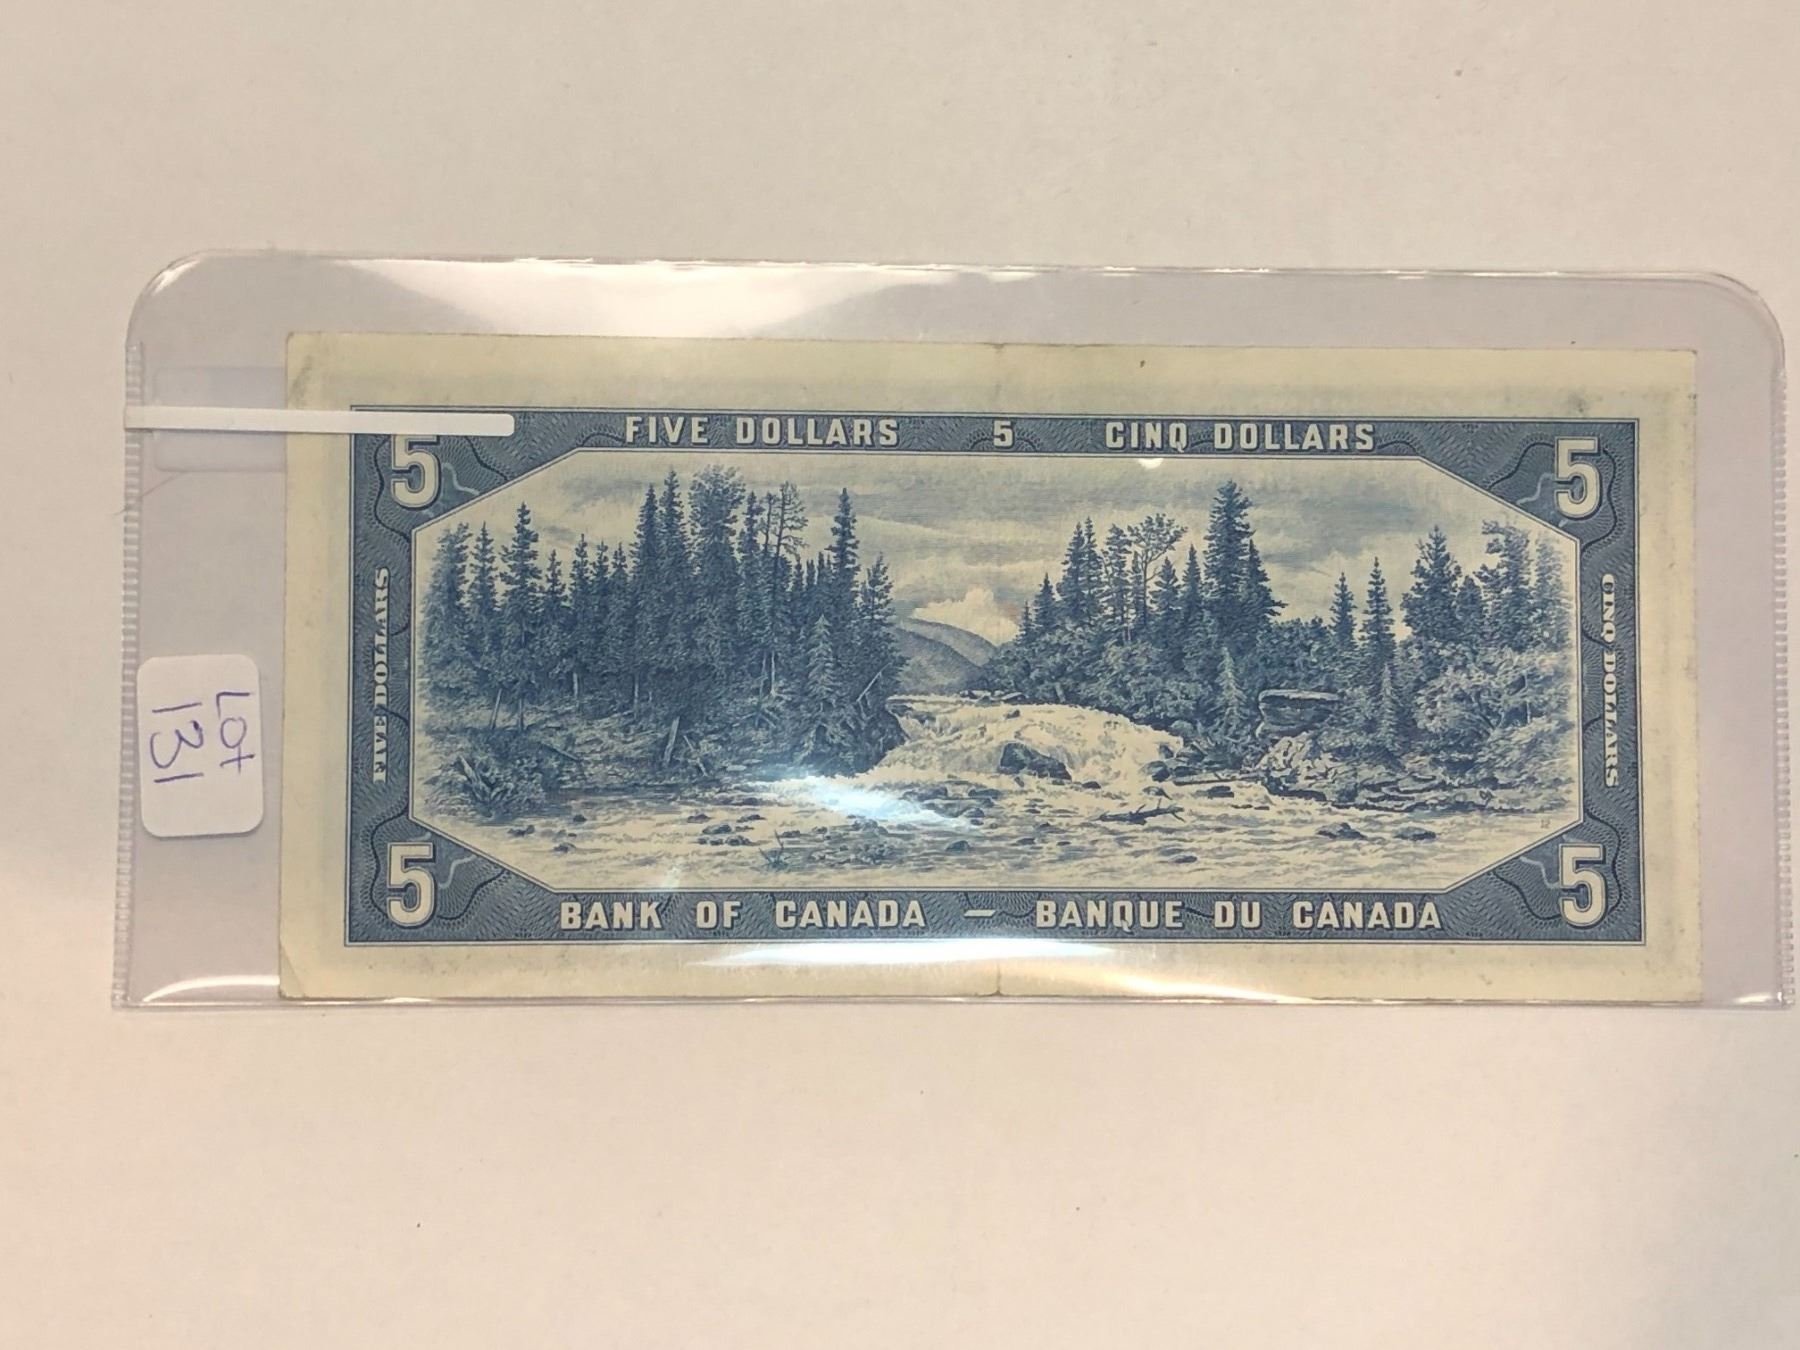 FIVE DOLLARS 5 CINQ DOLLARS
5
5
FIVE DOLLARS
CINQ DOLLARS
Lot
131
12
5
5
BANK OF CANADA — BANQUE DU CANADA